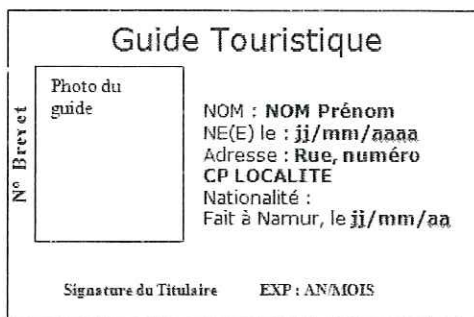 Guide Touristique
N° Brevet
Photo du
guide
NOM : NOM Prénom
NE(E) le : jj/mm/aaaa
Adresse : Rue, numéro
CP LOCALITE
Nationalité :
Fait à Namur, le jj/mm/aa
Signature du Titulaire EXP : AN/MOIS